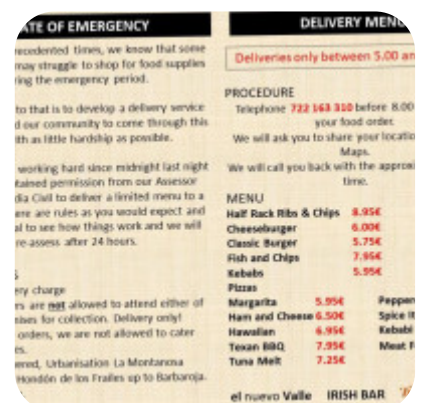 ATE OF EMERGENCY
recedented times, we know that some
may struggle to shop for food supplies
ring the emergency period.
to that is to develop a delivery service
d our community to come through this
ith as little hardship as possible.
working hard since midnight last night
tained permission from our Assessor
dia Civil to deliver a limited menu to a
ere are rules as you would expect and
al to see how things work and we will
re-assess after 24 hours.
S
ery charge
rs are not allowed to attend either of
ises for collection. Delivery only!
orders, we are not allowed to cater
es.
ered, Urbanisation La Montanosa
Hondón de los Frailes up to Barbaroja.
DELIVERY MENU
Deliveries only between 5.00 an
PROCEDURE
Telephone 722 163 310 before 8.00
your food order.
We will ask you to share your locatio
Maps.
We will call you back with the approxi
time.
MENU
Half Rack Ribs & Chips 8.95€
Cheeseburger 6.00€
Classic Burger 5.75€
Fish and Chips 7.95€
Kebabs 5.95€
Pizzas
Margarita 5.95€ Pepper
Ham and Cheese 6.50€ Spice it
Hawaiian 6.95€ Kebabi
Texan BBQ 7.95€ Meat F
Tuna Melt 7.25€
el nuevo Valle IRISH BAR